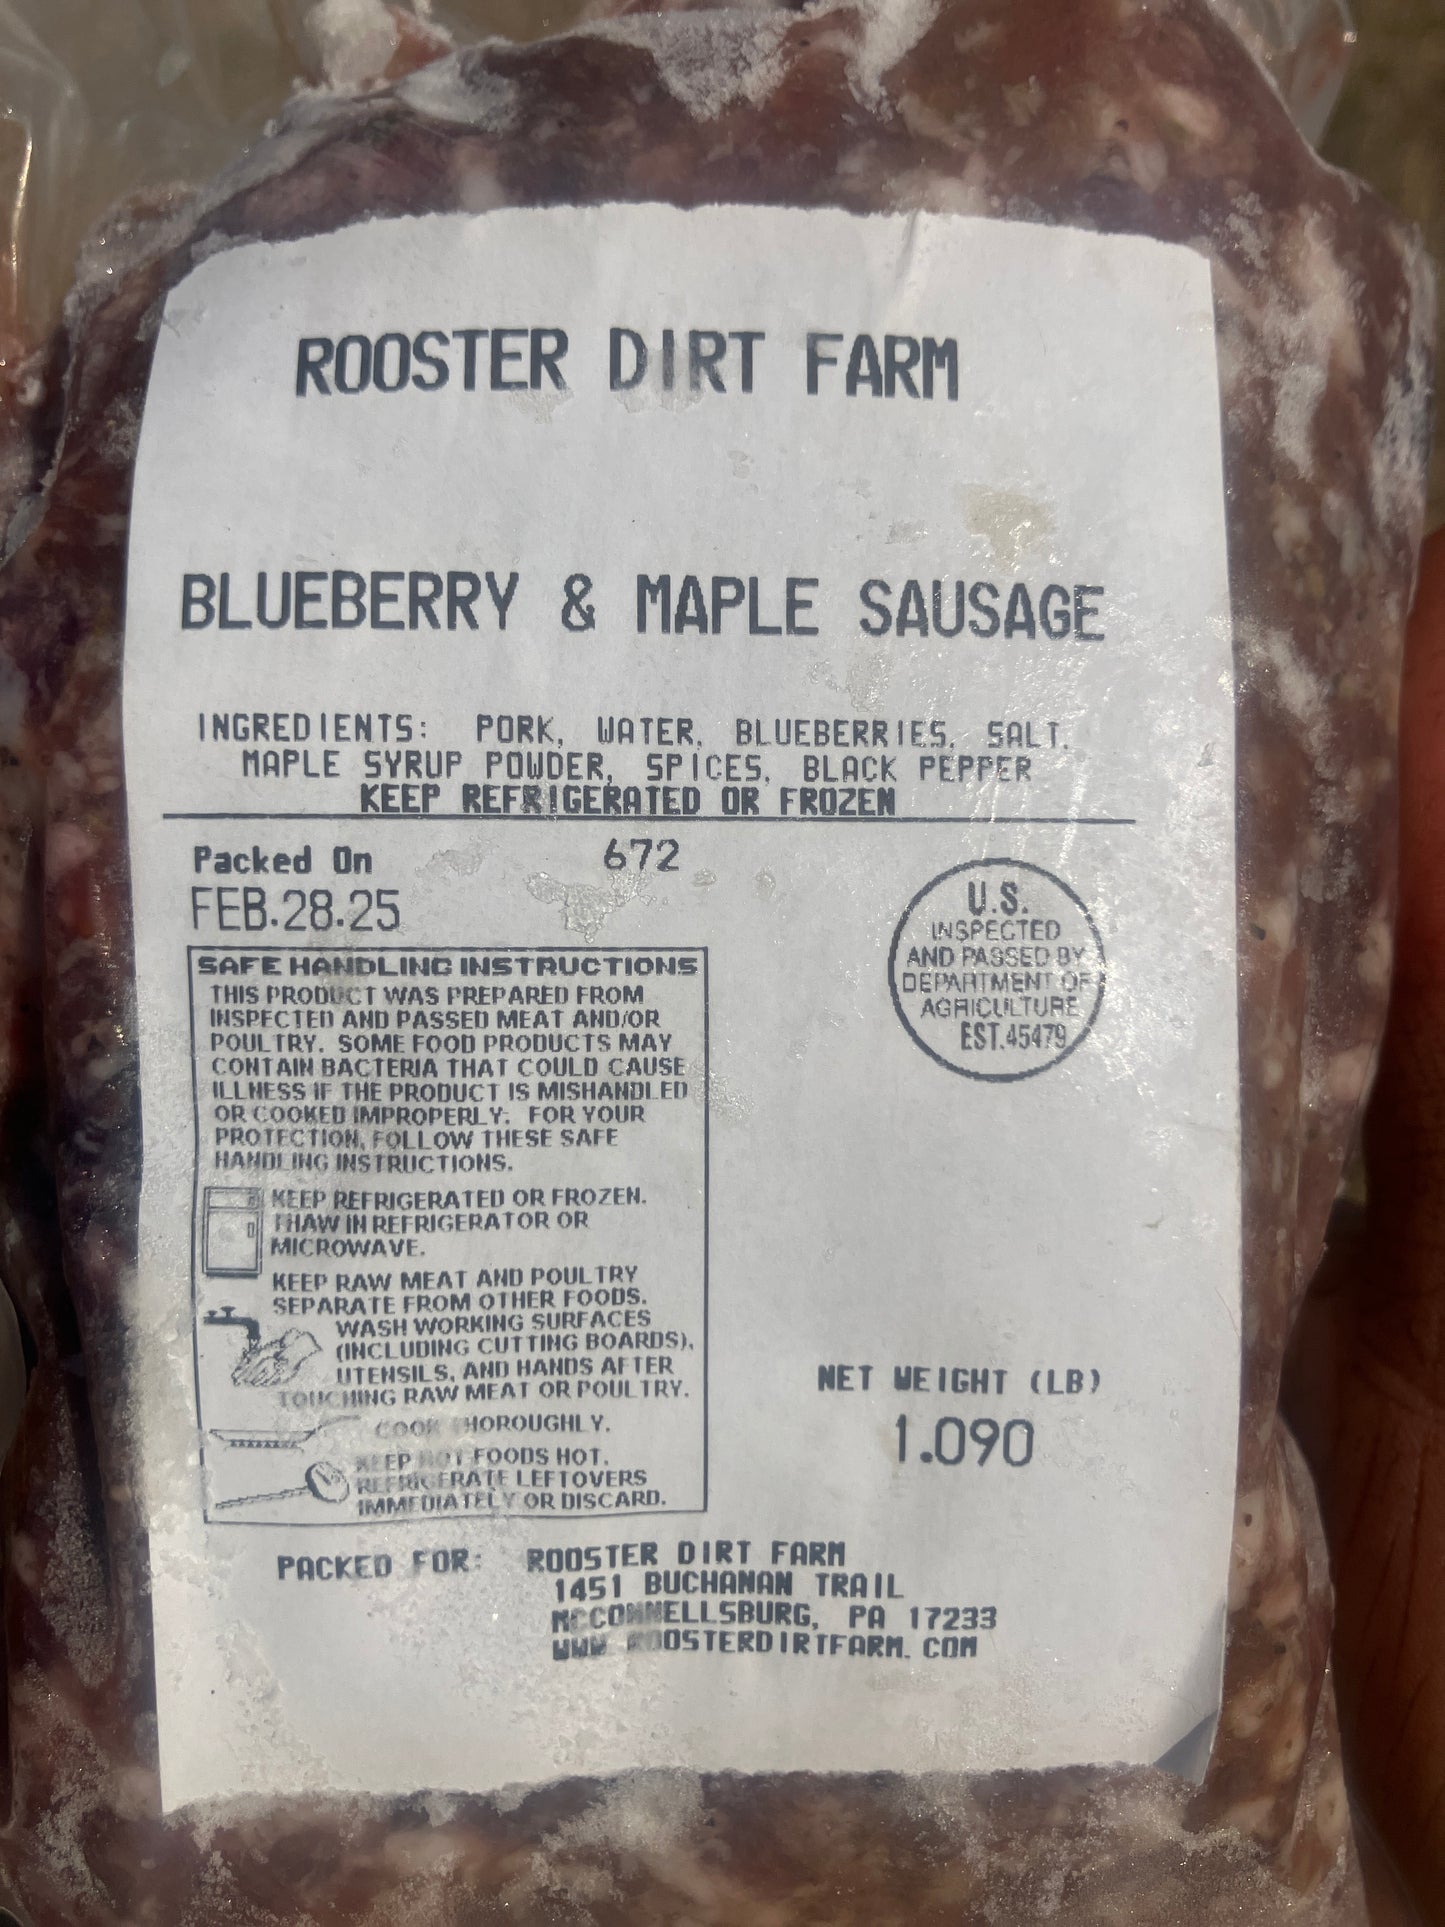 ROOSTER DIRT FARM
BLUEBERRY & MAPLE SAUSAGE
INGREDIENTS: PORK, WATER, BLUEBERRIES, SALT,
MAPLE SYRUP POWDER, SPICES, BLACK PEPPER
KEEP REFRIGERATED OR FROZEN
Packed On 672
FEB.28.25
U.S.
INSPECTED
AND PASSED BY
DEPARTMENT OF
AGRICULTURE
EST.45479
SAFE HANDLING INSTRUCTIONS
THIS PRODUCT WAS PREPARED FROM
INSPECTED AND PASSED MEAT AND/OR
POULTRY. SOME FOOD PRODUCTS MAY
CONTAIN BACTERIA THAT COULD CAUSE
ILLNESS IF THE PRODUCT IS MISHANDLED
OR COOKED IMPROPERLY. FOR YOUR
PROTECTION, FOLLOW THESE SAFE
HANDLING INSTRUCTIONS.
KEEP REFRIGERATED OR FROZEN.
THAW IN REFRIGERATOR OR
MICROWAVE.
KEEP RAW MEAT AND POULTRY
SEPARATE FROM OTHER FOODS.
WASH WORKING SURFACES
(INCLUDING CUTTING BOARDS),
UTENSILS, AND HANDS AFTER
TOUCHING RAW MEAT OR POULTRY.
COOK THOROUGHLY.
KEEP HOT FOODS HOT.
REFRIGERATE LEFTOVERS
IMMEDIATELY OR DISCARD.
NET WEIGHT (LB)
1.090
PACKED FOR: ROOSTER DIRT FARM
1451 BUCHANAN TRAIL
MCCONNELLSBURG, PA 17233
WWW.ROOSTERDIRTFARM.COM